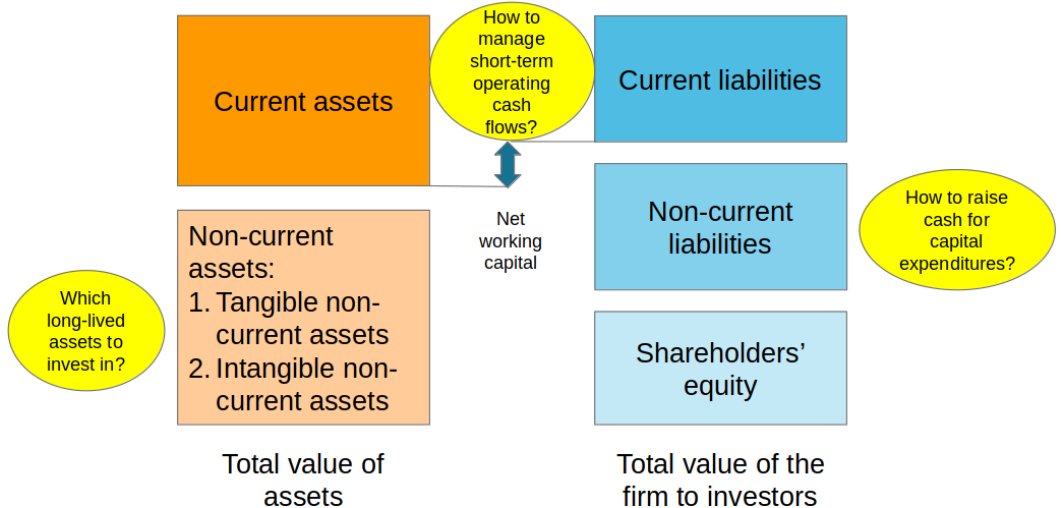 Current assets
How to
manage
short-term
operating
cash
flows?
Current liabilities
Net
working
capital
Non-current
assets:
1. Tangible non-
current assets
2. Intangible non-
current assets
Non-current
liabilities
How to raise
cash for
capital
expenditures?
Which
long-lived
assets to
invest in?
Shareholders’
equity
Total value of
assets
Total value of the
firm to investors